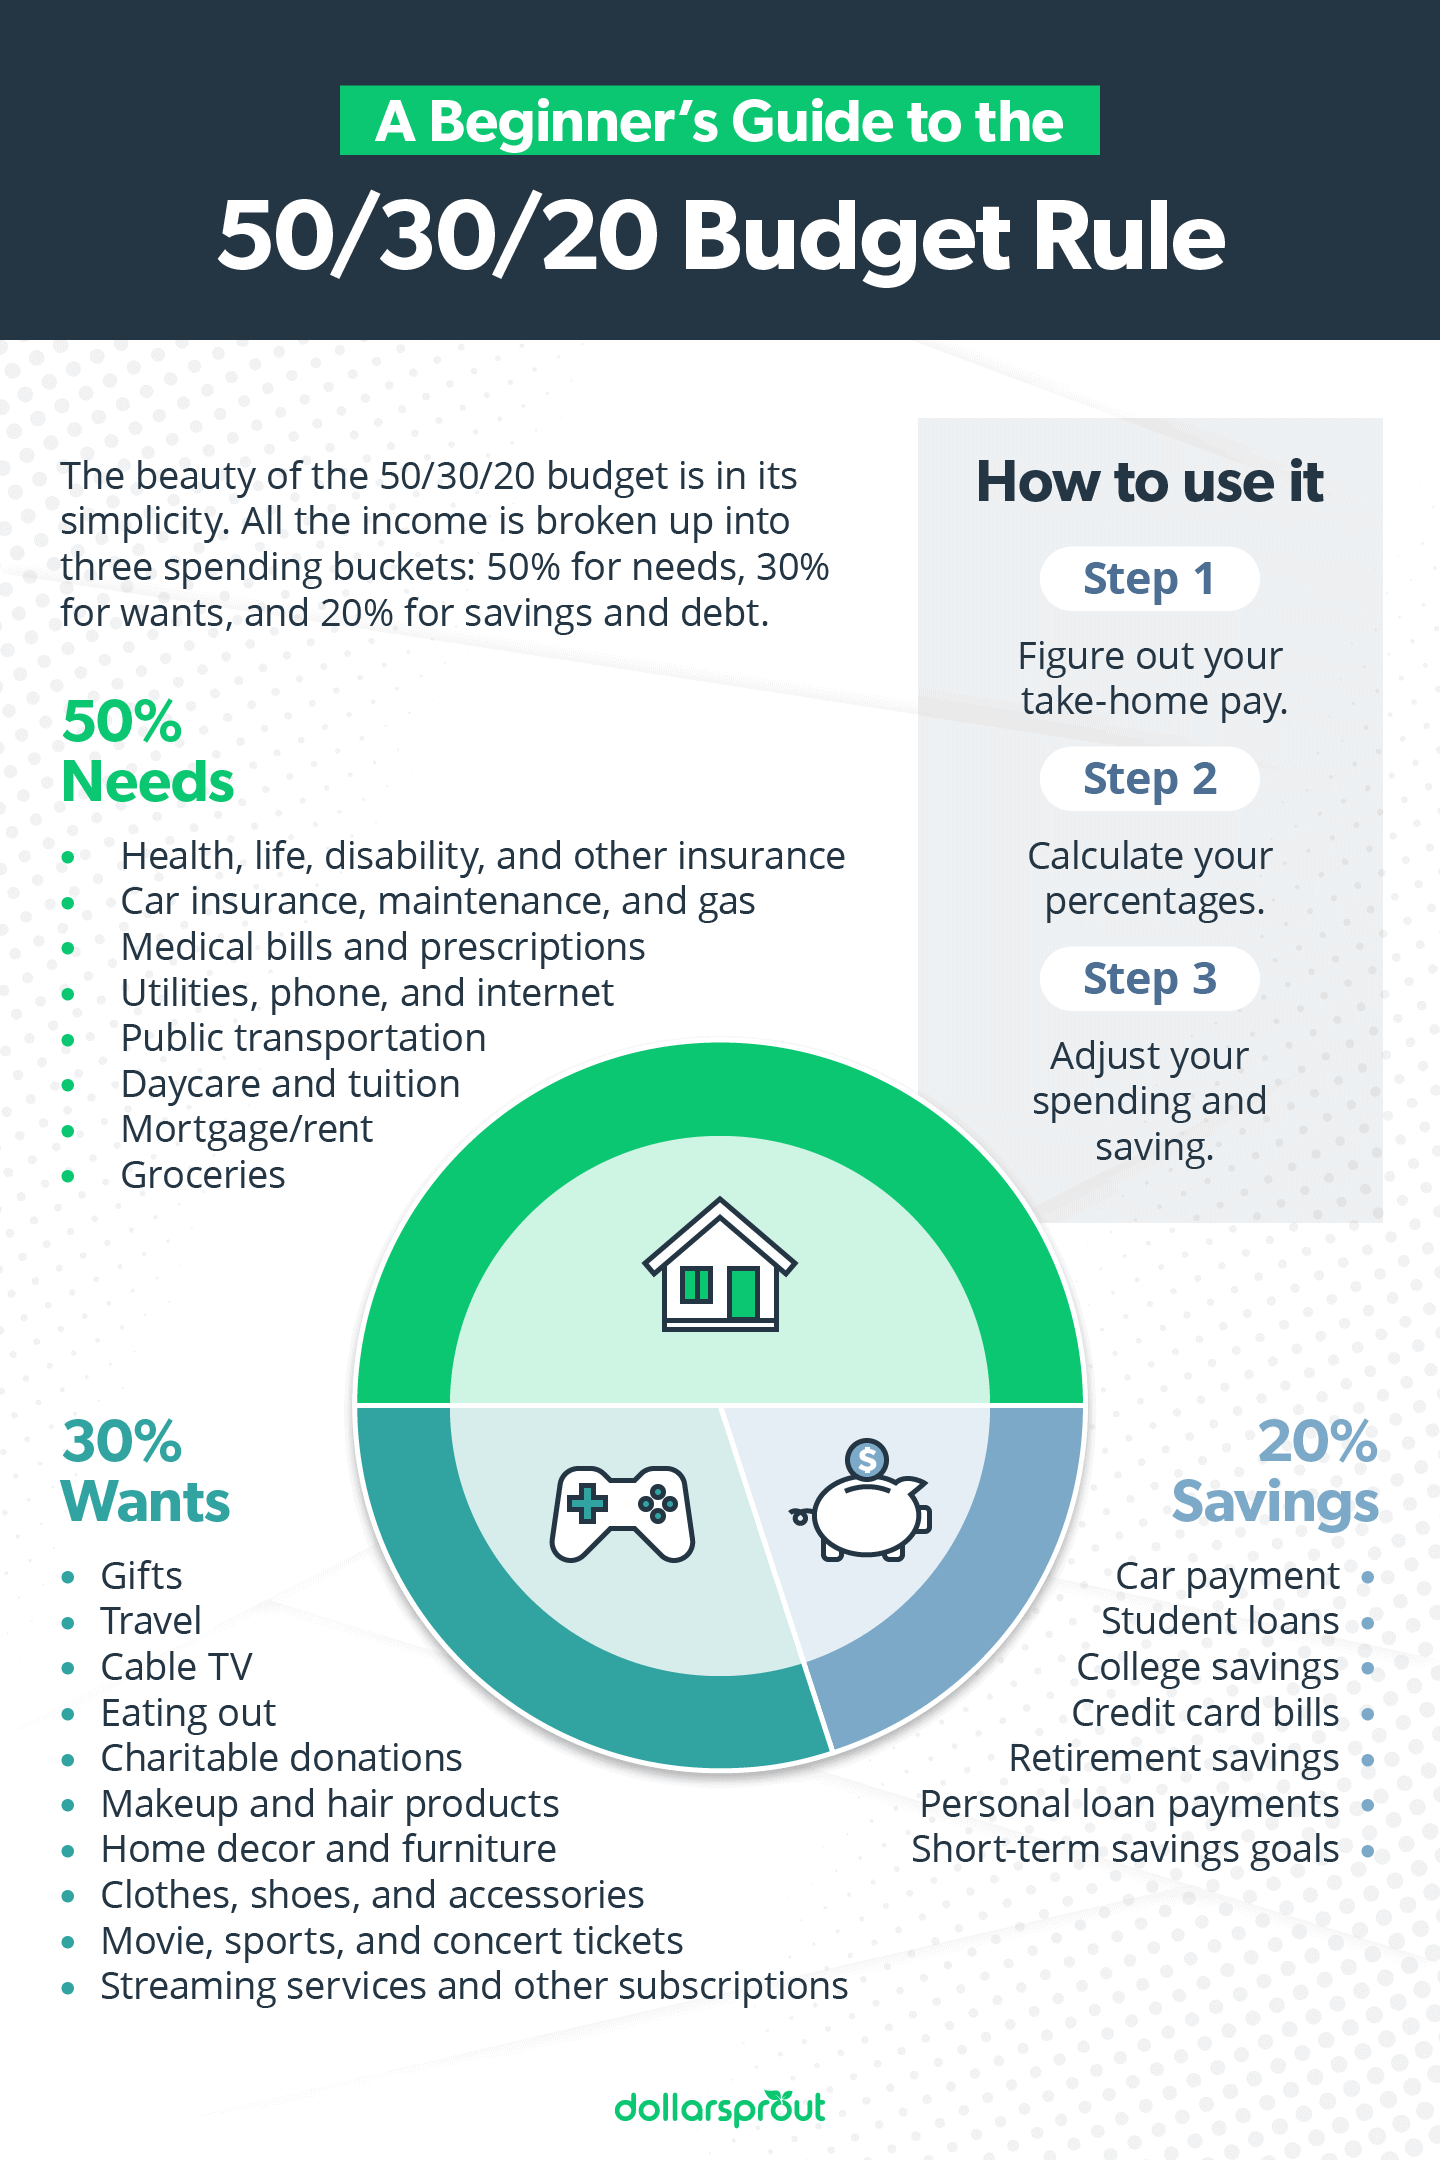 A Beginner’s Guide to the
50/30/20 Budget Rule
The beauty of the 50/30/20 budget is in its
simplicity. All the income is broken up into
three spending buckets: 50% for needs, 30%
for wants, and 20% for savings and debt.
How to use it
Step 1
Figure out your
take-home pay.
Step 2
Calculate your
percentages.
Step 3
Adjust your
spending and
saving.
50%
Needs
• Health, life, disability, and other insurance
• Car insurance, maintenance, and gas
• Medical bills and prescriptions
• Utilities, phone, and internet
• Public transportation
• Daycare and tuition
• Mortgage/rent
• Groceries
30%
Wants
• Gifts
• Travel
• Cable TV
• Eating out
• Charitable donations
• Makeup and hair products
• Home decor and furniture
• Clothes, shoes, and accessories
• Movie, sports, and concert tickets
• Streaming services and other subscriptions
$
20%
Savings
Car payment •
Student loans •
College savings •
Credit card bills •
Retirement savings •
Personal loan payments •
Short-term savings goals •
dollarsprout